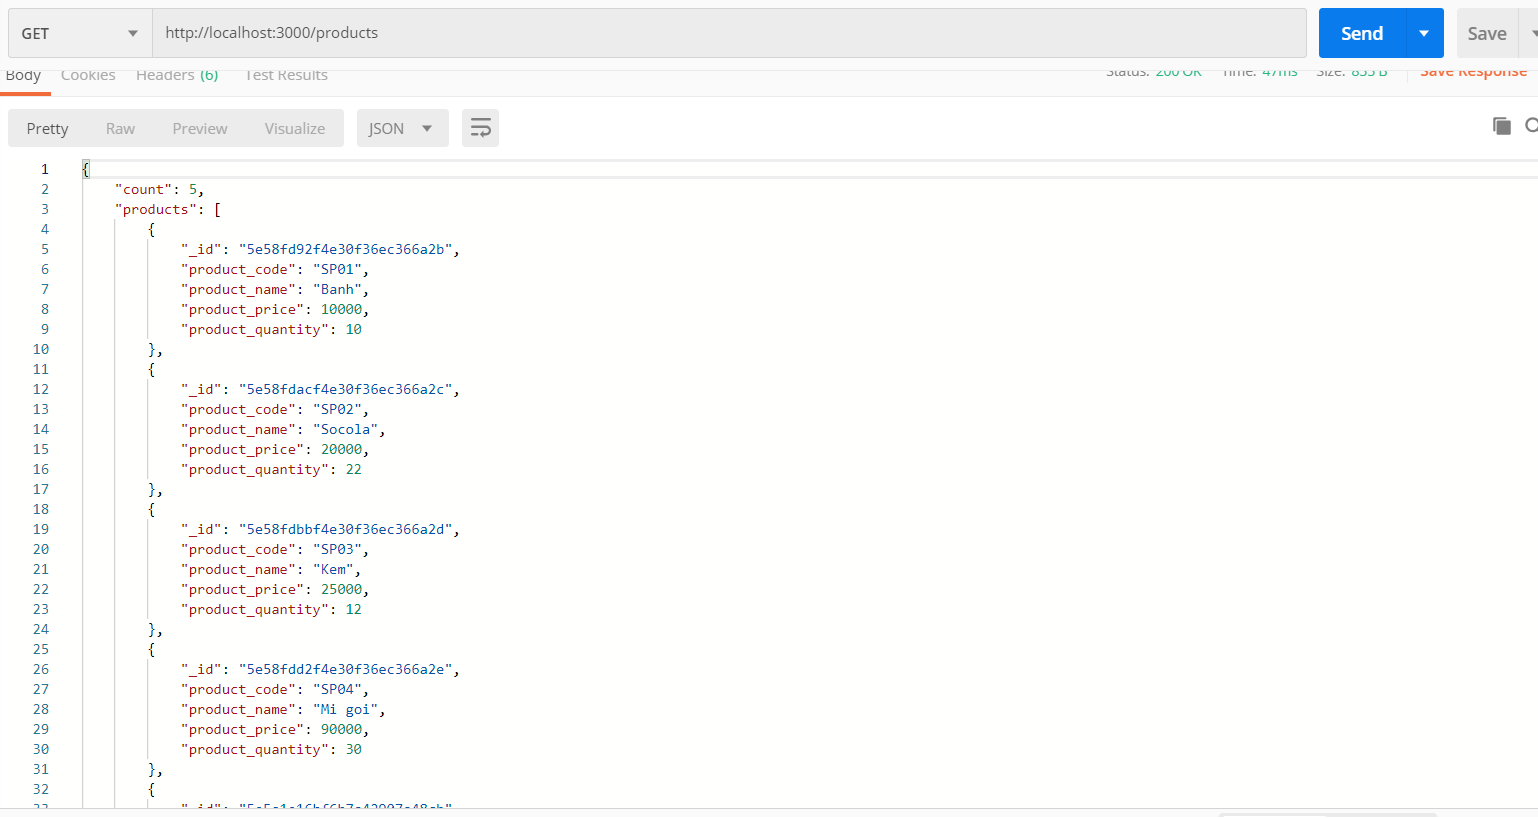 GET http://localhost:3000/products Send Save
Body Cookies Headers (6) Test Results Status: 200 OK Time: 47ms Size: 855 B Save Response
Pretty Raw Preview Visualize JSON
1 {
2 "count": 5,
3 "products": [
4 {
5 "_id": "5e58fd92f4e30f36ec366a2b",
6 "product_code": "SP01",
7 "product_name": "Banh",
8 "product_price": 10000,
9 "product_quantity": 10
10 },
11 {
12 "_id": "5e58fdacf4e30f36ec366a2c",
13 "product_code": "SP02",
14 "product_name": "Socola",
15 "product_price": 20000,
16 "product_quantity": 22
17 },
18 {
19 "_id": "5e58fdbbf4e30f36ec366a2d",
20 "product_code": "SP03",
21 "product_name": "Kem",
22 "product_price": 25000,
23 "product_quantity": 12
24 },
25 {
26 "_id": "5e58fdd2f4e30f36ec366a2e",
27 "product_code": "SP04",
28 "product_name": "Mi goi",
29 "product_price": 90000,
30 "product_quantity": 30
31 },
32 {
33 "_id":